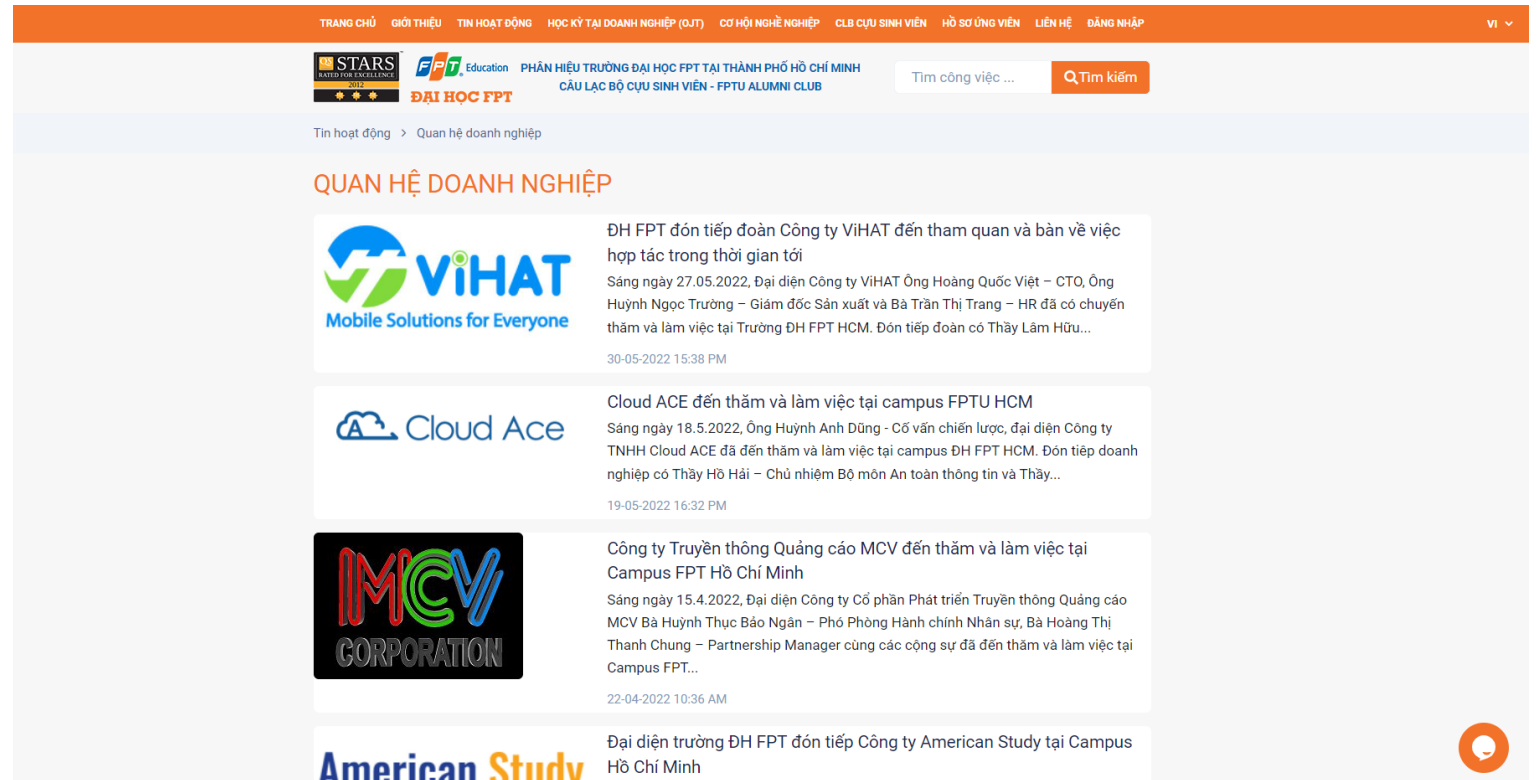 TRANG CHỦ GIỚI THIỆU TIN HOẠT ĐỘNG HỌC KỲ TẠI DOANH NGHIỆP (OJT) CƠ HỘI NGHỀ NGHIỆP CLB CỰU SINH VIÊN HỒ SƠ ỨNG VIÊN LIÊN HỆ ĐĂNG NHẬP VI
QS STARS
RATED FOR EXCELLENCE
2012
FPT Education
ĐẠI HỌC FPT
PHÂN HIỆU TRƯỜNG ĐẠI HỌC FPT TẠI THÀNH PHỐ HỒ CHÍ MINH
CÂU LẠC BỘ CỰU SINH VIÊN - FPTU ALUMNI CLUB
Tìm công việc ... Tìm kiếm
Tin hoạt động > Quan hệ doanh nghiệp
QUAN HỆ DOANH NGHIỆP
ViHAT
Mobile Solutions for Everyone
ĐH FPT đón tiếp đoàn Công ty ViHAT đến tham quan và bàn về việc
hợp tác trong thời gian tới
Sáng ngày 27.05.2022, Đại diện Công ty ViHAT Ông Hoàng Quốc Việt – CTO, Ông
Huỳnh Ngọc Trường – Giám đốc Sản xuất và Bà Trần Thị Trang – HR đã có chuyến
thăm và làm việc tại Trường ĐH FPT HCM. Đón tiếp đoàn có Thầy Lâm Hữu...
30-05-2022 15:38 PM
A Cloud Ace
Cloud ACE đến thăm và làm việc tại campus FPTU HCM
Sáng ngày 18.5.2022, Ông Huỳnh Anh Dũng - Cố vấn chiến lược, đại diện Công ty
TNHH Cloud ACE đã đến thăm và làm việc tại campus ĐH FPT HCM. Đón tiêp doanh
nghiệp có Thầy Hồ Hải – Chủ nhiệm Bộ môn An toàn thông tin và Thầy...
19-05-2022 16:32 PM
MCV
CORPORATION
Công ty Truyền thông Quảng cáo MCV đến thăm và làm việc tại
Campus FPT Hồ Chí Minh
Sáng ngày 15.4.2022, Đại diện Công ty Cổ phần Phát triển Truyền thông Quảng cáo
MCV Bà Huỳnh Thục Bảo Ngân – Phó Phòng Hành chính Nhân sự, Bà Hoàng Thị
Thanh Chung – Partnership Manager cùng các cộng sự đã đến thăm và làm việc tại
Campus FPT...
22-04-2022 10:36 AM
American Study
Đại diện trường ĐH FPT đón tiếp Công ty American Study tại Campus
Hồ Chí Minh